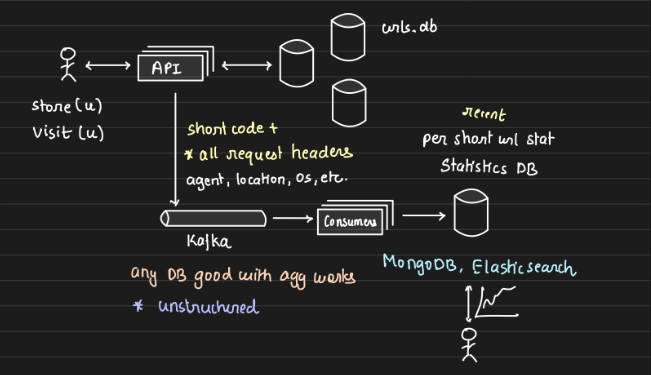 urls.db
API
store(u)
visit(u)
short code +
* all request headers
agent, location, os, etc.
recent
per short url stat
Statistics DB
Kafka
Consumers
any DB good with agg works
* unstructured
MongoDB, Elasticsearch